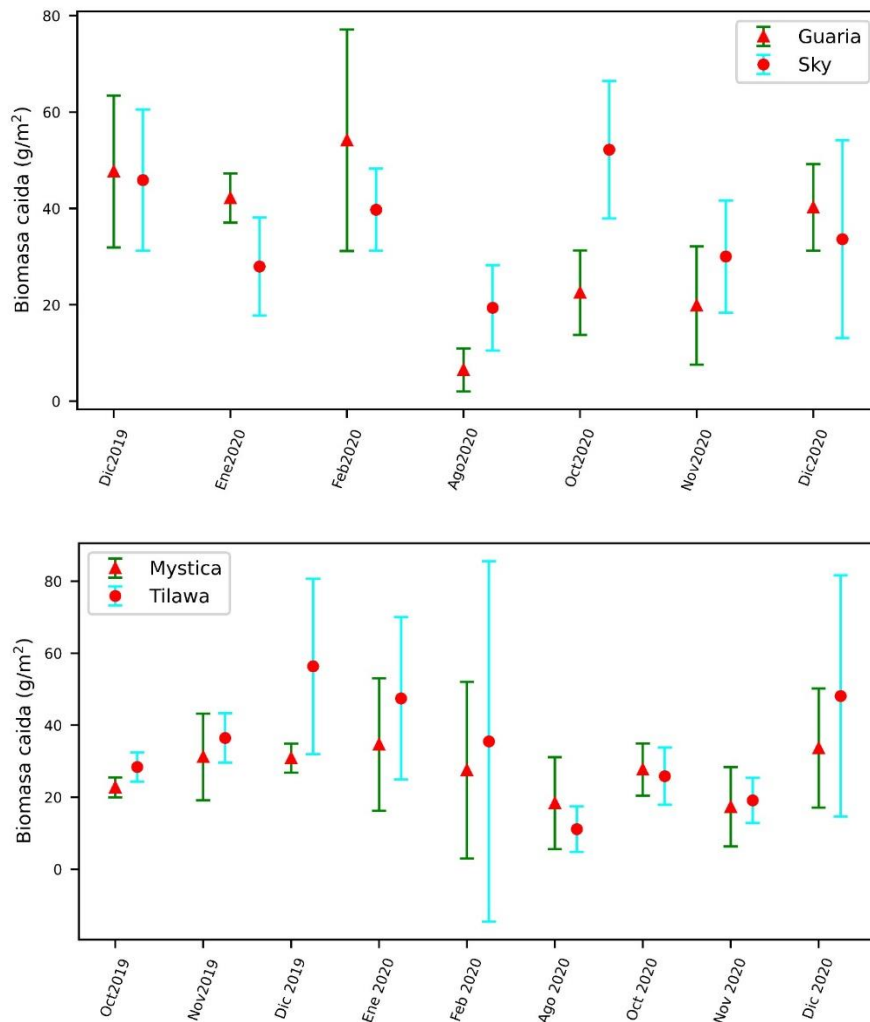 80
60
40
20
0
Biomasa caida (g/m²)
Guaria
Sky
Dic2019
Ene2020
Feb2020
Ago2020
Oct2020
Nov2020
Dic2020
80
60
40
20
0
Biomasa caida (g/m²)
Mystica
Tilawa
Oct2019
Nov2019
Dic 2019
Ene 2020
Feb 2020
Ago 2020
Oct 2020
Nov 2020
Dic 2020